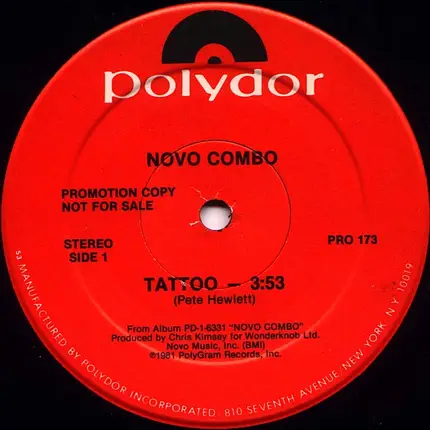 polydor
NOVO COMBO
PROMOTION COPY
NOT FOR SALE
STEREO
SIDE 1
PRO 173
TATTOO – 3:53
(Pete Hewlett)
From Album PD-1-6331 "NOVO COMBO"
Produced by Chris Kimsey for Wonderknob Ltd.
Novo Music, Inc. (BMI)
©1981 PolyGram Records, Inc.
53 MANUFACTURED BY POLYDOR INCORPORATED. 810 SEVENTH AVENUE, NEW YORK, N.Y. 10019